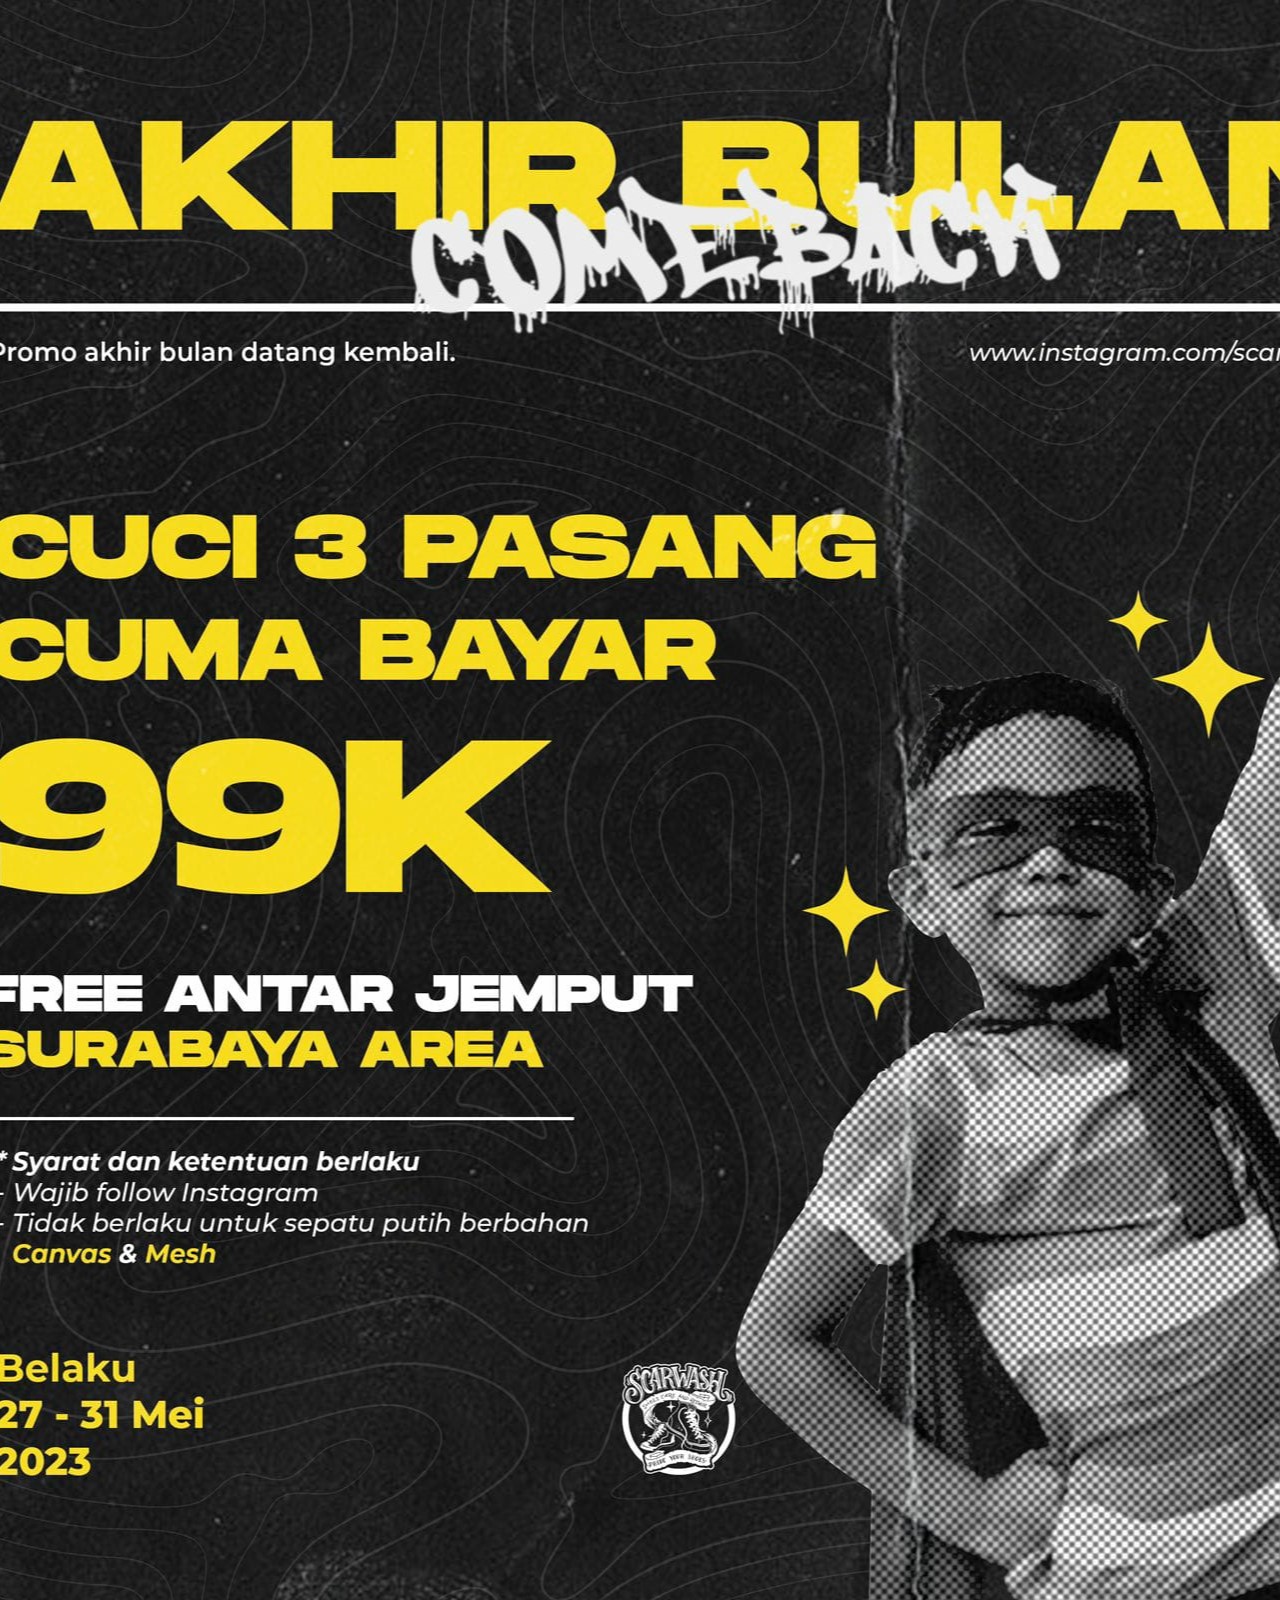 AKHIR BULAN
COMEBACK
Promo akhir bulan datang kembali.
www.instagram.com/scar
CUCI 3 PASANG
CUMA BAYAR
99K
FREE ANTAR JEMPUT
SURABAYA AREA
* Syarat dan ketentuan berlaku
- Wajib follow Instagram
- Tidak berlaku untuk sepatu putih berbahan
Canvas & Mesh
Belaku
27 - 31 Mei
2023
SCARWASH